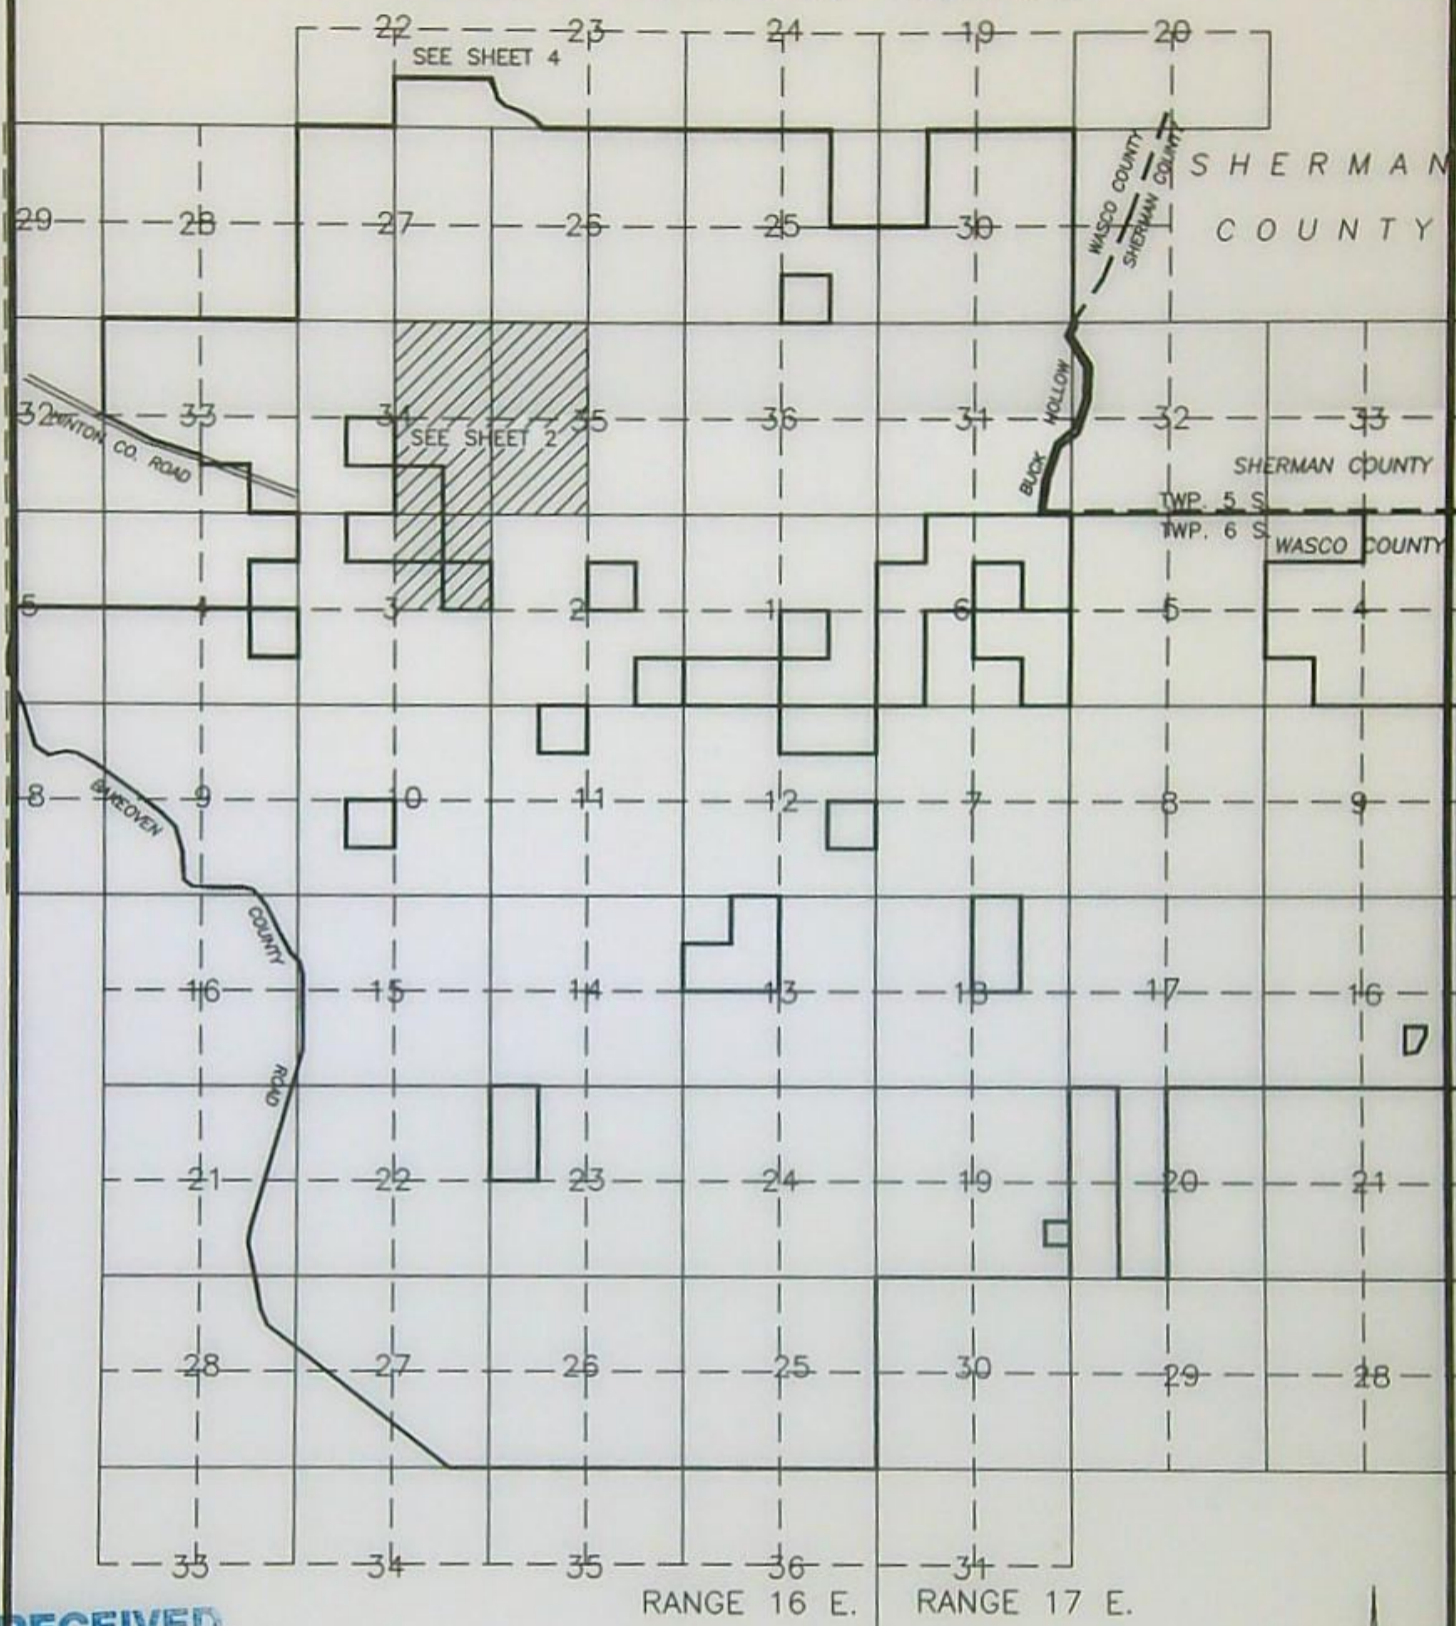 22 23 24 19 20
SEE SHEET 4
WASCO COUNTY
SHERMAN COUNTY
SHERMAN
COUNTY
29 28 27 26 25 30
HOLLOW
32 33 34 35 36 31 32 33
SEE SHEET 2
CO. ROAD
BUCK
SHERMAN COUNTY
TWP. 5 S.
TWP. 6 S.
WASCO COUNTY
5 4 3 2 1 6 5 4
8 9 10 11 12 7 8 9
BAKEOVEN
COUNTY
16 15 14 13 18 17 16
ROAD
21 22 23 24 19 20 21
28 27 26 25 30 29 28
33 34 35 36 31
RANGE 16 E. RANGE 17 E.
RECEIVED